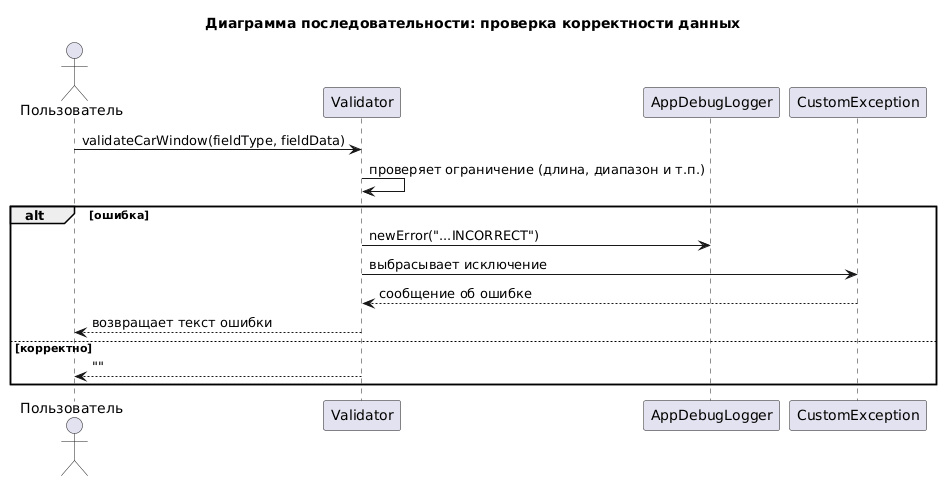 Диаграмма последовательности: проверка корректности данных
Пользователь
Validator
AppDebugLogger
CustomException
validateCarWindow(fieldType, fieldData)
проверяет ограничение (длина, диапазон и т.п.)
alt
[ошибка]
newError("...INCORRECT")
выбрасывает исключение
сообщение об ошибке
возвращает текст ошибки
[корректно]
""
Пользователь
Validator
AppDebugLogger
CustomException